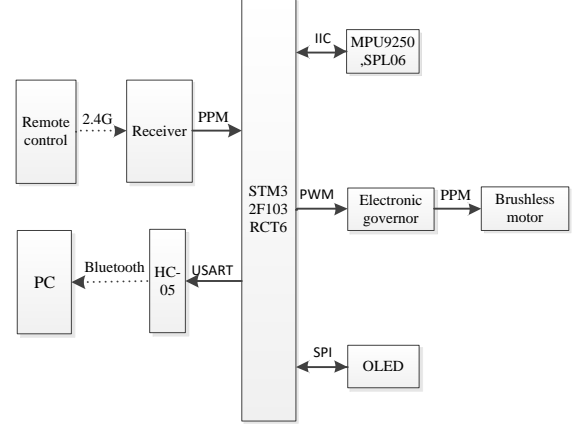 IIC
MPU9250
,SPL06
Remote
control
2.4G
Receiver
PPM
STM3
2F103
RCT6
PWM
Electronic
governor
PPM
Brushless
motor
PC
Bluetooth
HC-
05
USART
SPI
OLED